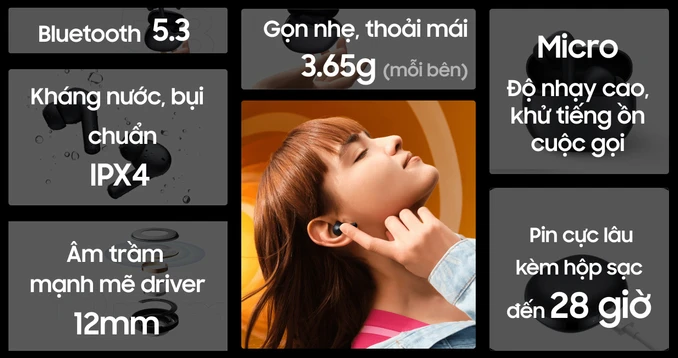 Bluetooth 5.3
Kháng nước, bụi
chuẩn
IPX4
Âm trầm
mạnh mẽ driver
12mm
Gọn nhẹ, thoải mái
3.65g (mỗi bên)
Micro
Độ nhạy cao,
khử tiếng ồn
cuộc gọi
Pin cực lâu
kèm hộp sạc
đến 28 giờ